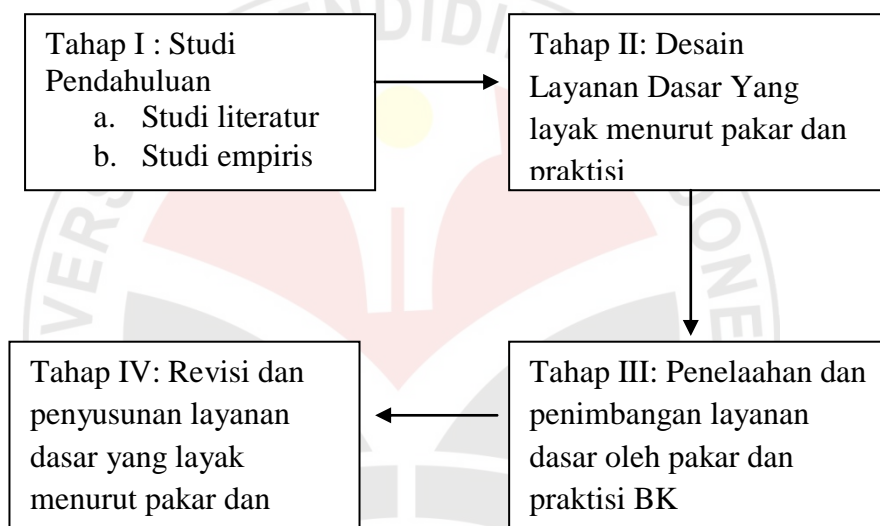 Tahap I : Studi
Pendahuluan
a. Studi literatur
b. Studi empiris
Tahap II: Desain
Layanan Dasar Yang
layak menurut pakar dan
praktisi
Tahap III: Penelaahan dan
penimbangan layanan
dasar oleh pakar dan
praktisi BK
Tahap IV: Revisi dan
penyusunan layanan
dasar yang layak
menurut pakar dan